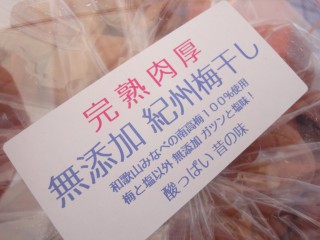 完熟肉厚
無添加 紀州梅干し
和歌山みなべの南高梅100%使用
梅と塩以外 無添加 ガツンと塩味!
酸っぱい昔の味